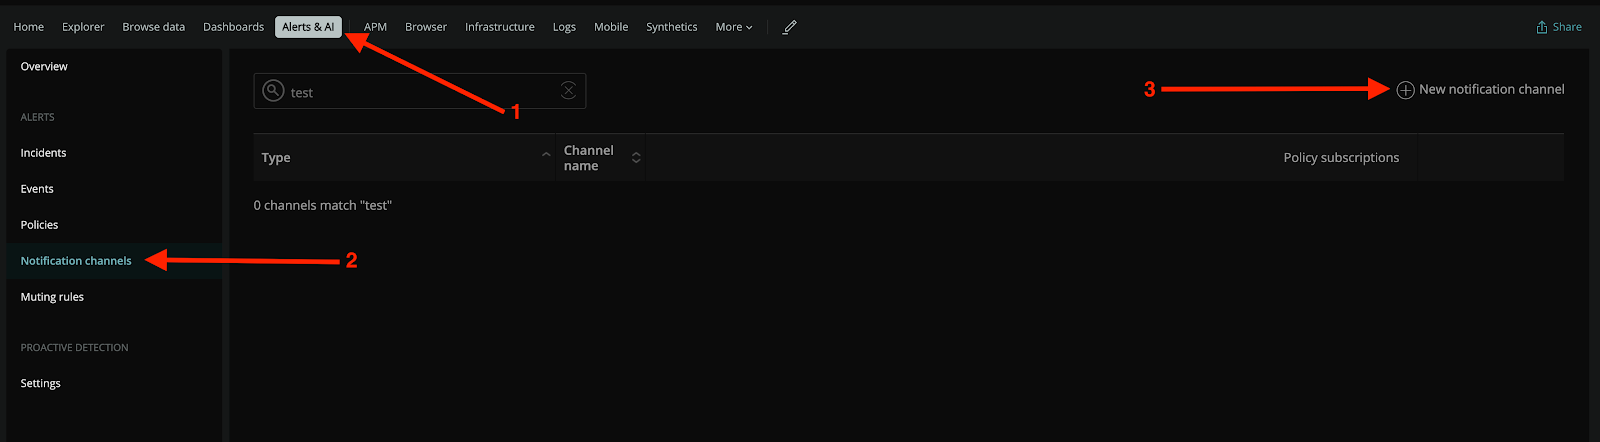 Home Explorer Browse data Dashboards Alerts & AI APM Browser Infrastructure Logs Mobile Synthetics More Share
Overview
ALERTS
Incidents
Events
Policies
Notification channels
Muting rules
PROACTIVE DETECTION
Settings
test
1
2
3
New notification channel
Type
Channel
name
Policy subscriptions
0 channels match "test"